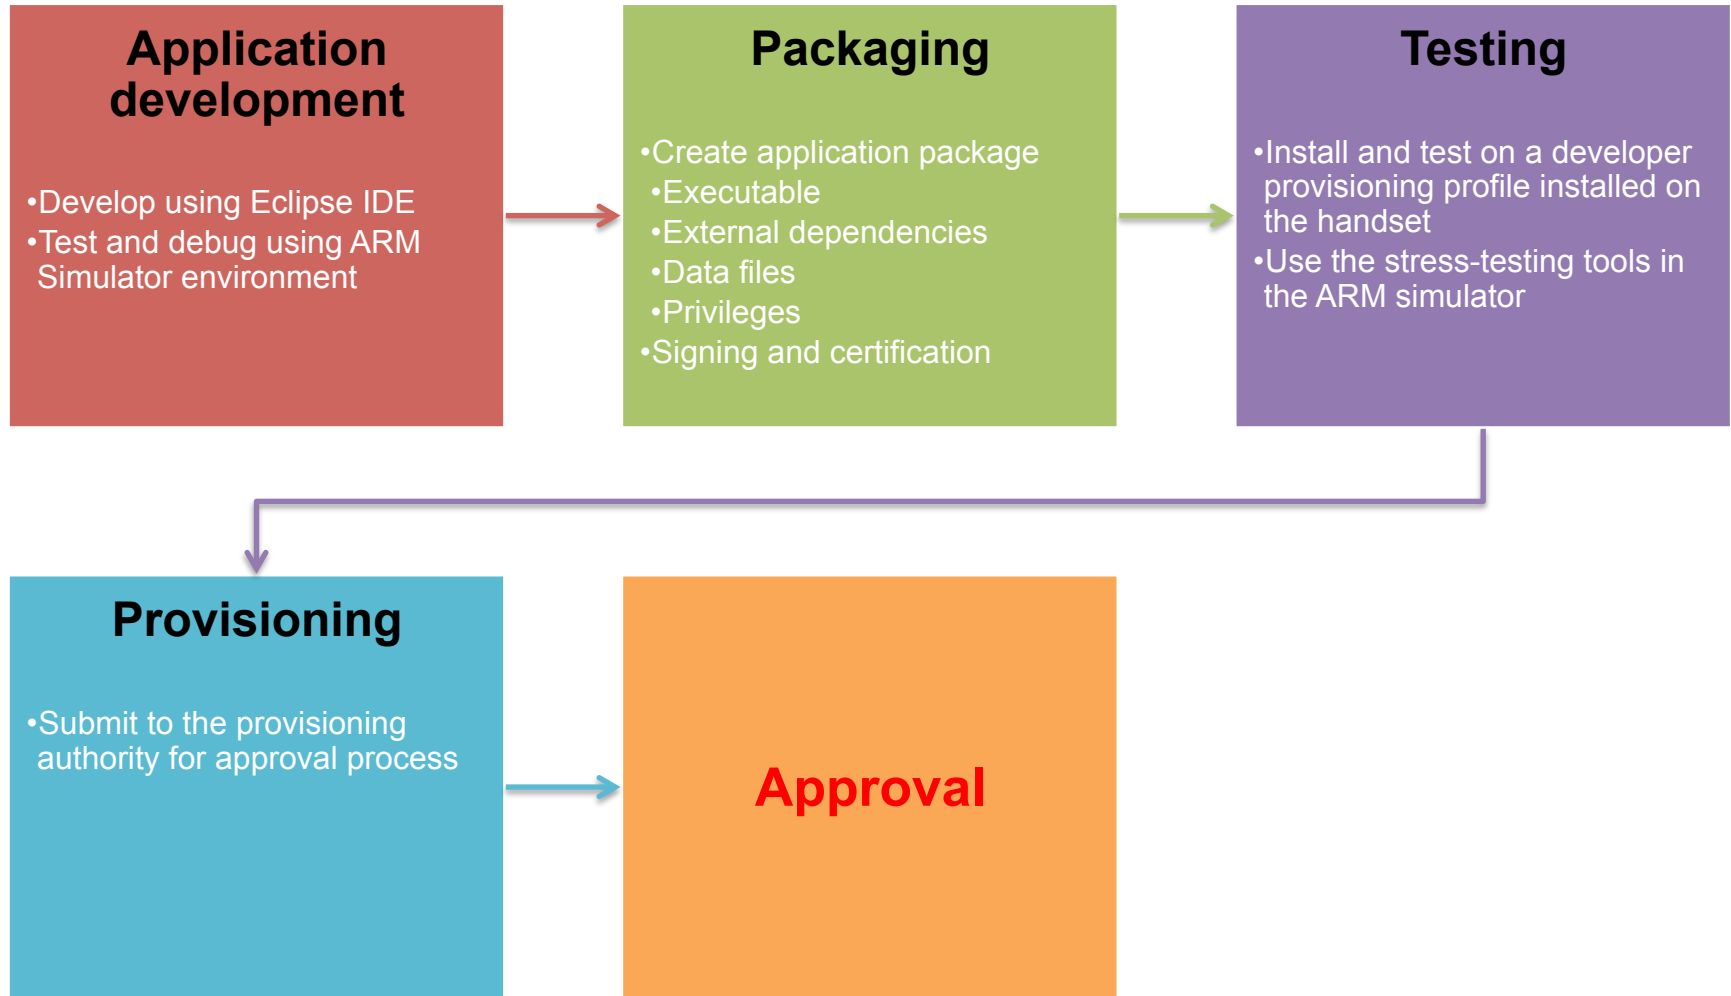 Application
development
•Develop using Eclipse IDE
•Test and debug using ARM
Simulator environment
Packaging
•Create application package
•Executable
•External dependencies
•Data files
•Privileges
•Signing and certification
Testing
•Install and test on a developer
provisioning profile installed on
the handset
•Use the stress-testing tools in
the ARM simulator
Provisioning
•Submit to the provisioning
authority for approval process
Approval